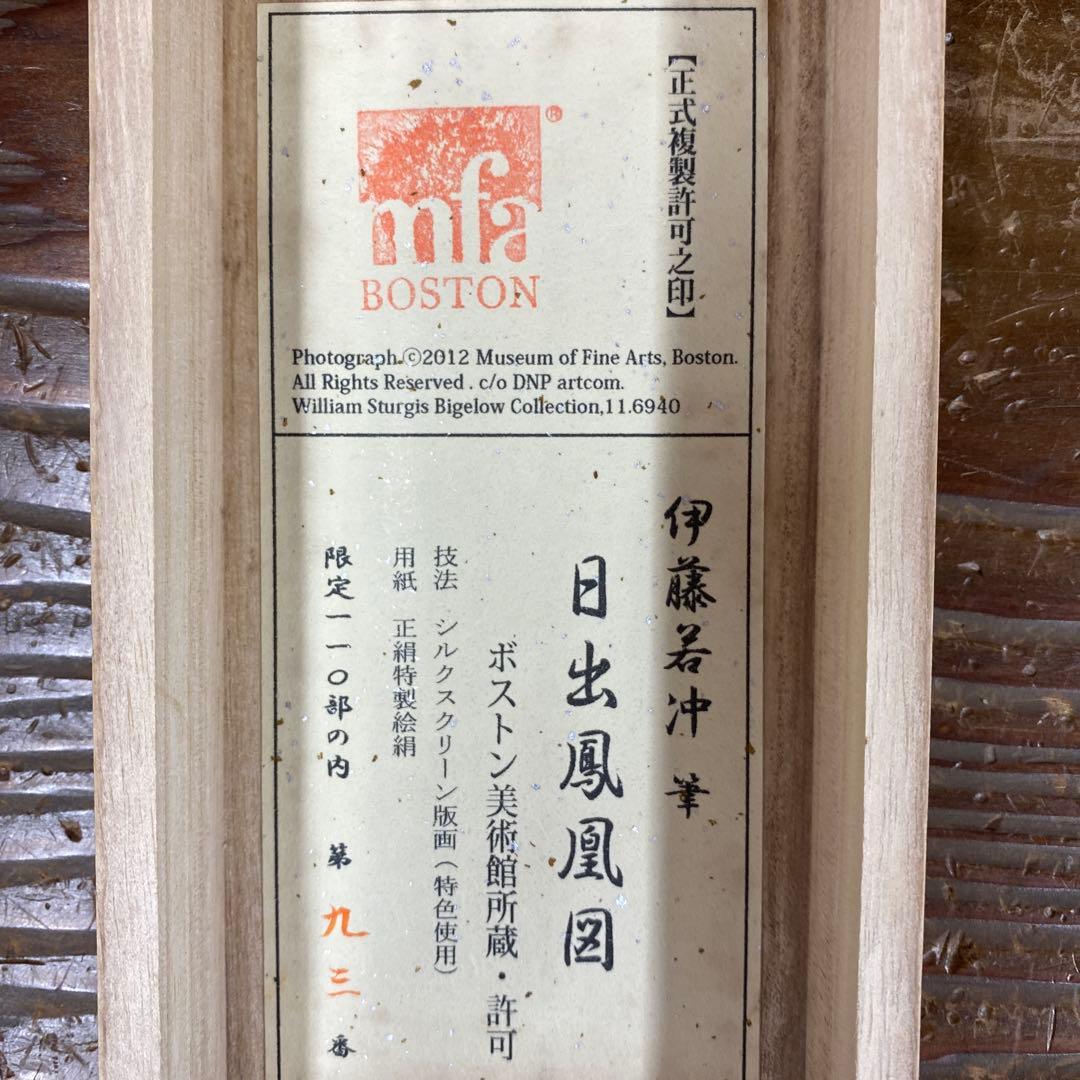 【正式複製許可之印】
mfa®
BOSTON
Photograph ©2012 Museum of Fine Arts, Boston.
All Rights Reserved . c/o DNP artcom.
William Sturgis Bigelow Collection,11.6940
伊藤若冲 筆
日出鳳凰図
ボストン美術館所蔵・許可
技法 シルクスクリーン版画（特色使用）
用紙 正絹特製絵絹
限定一一〇部の内 第九三番